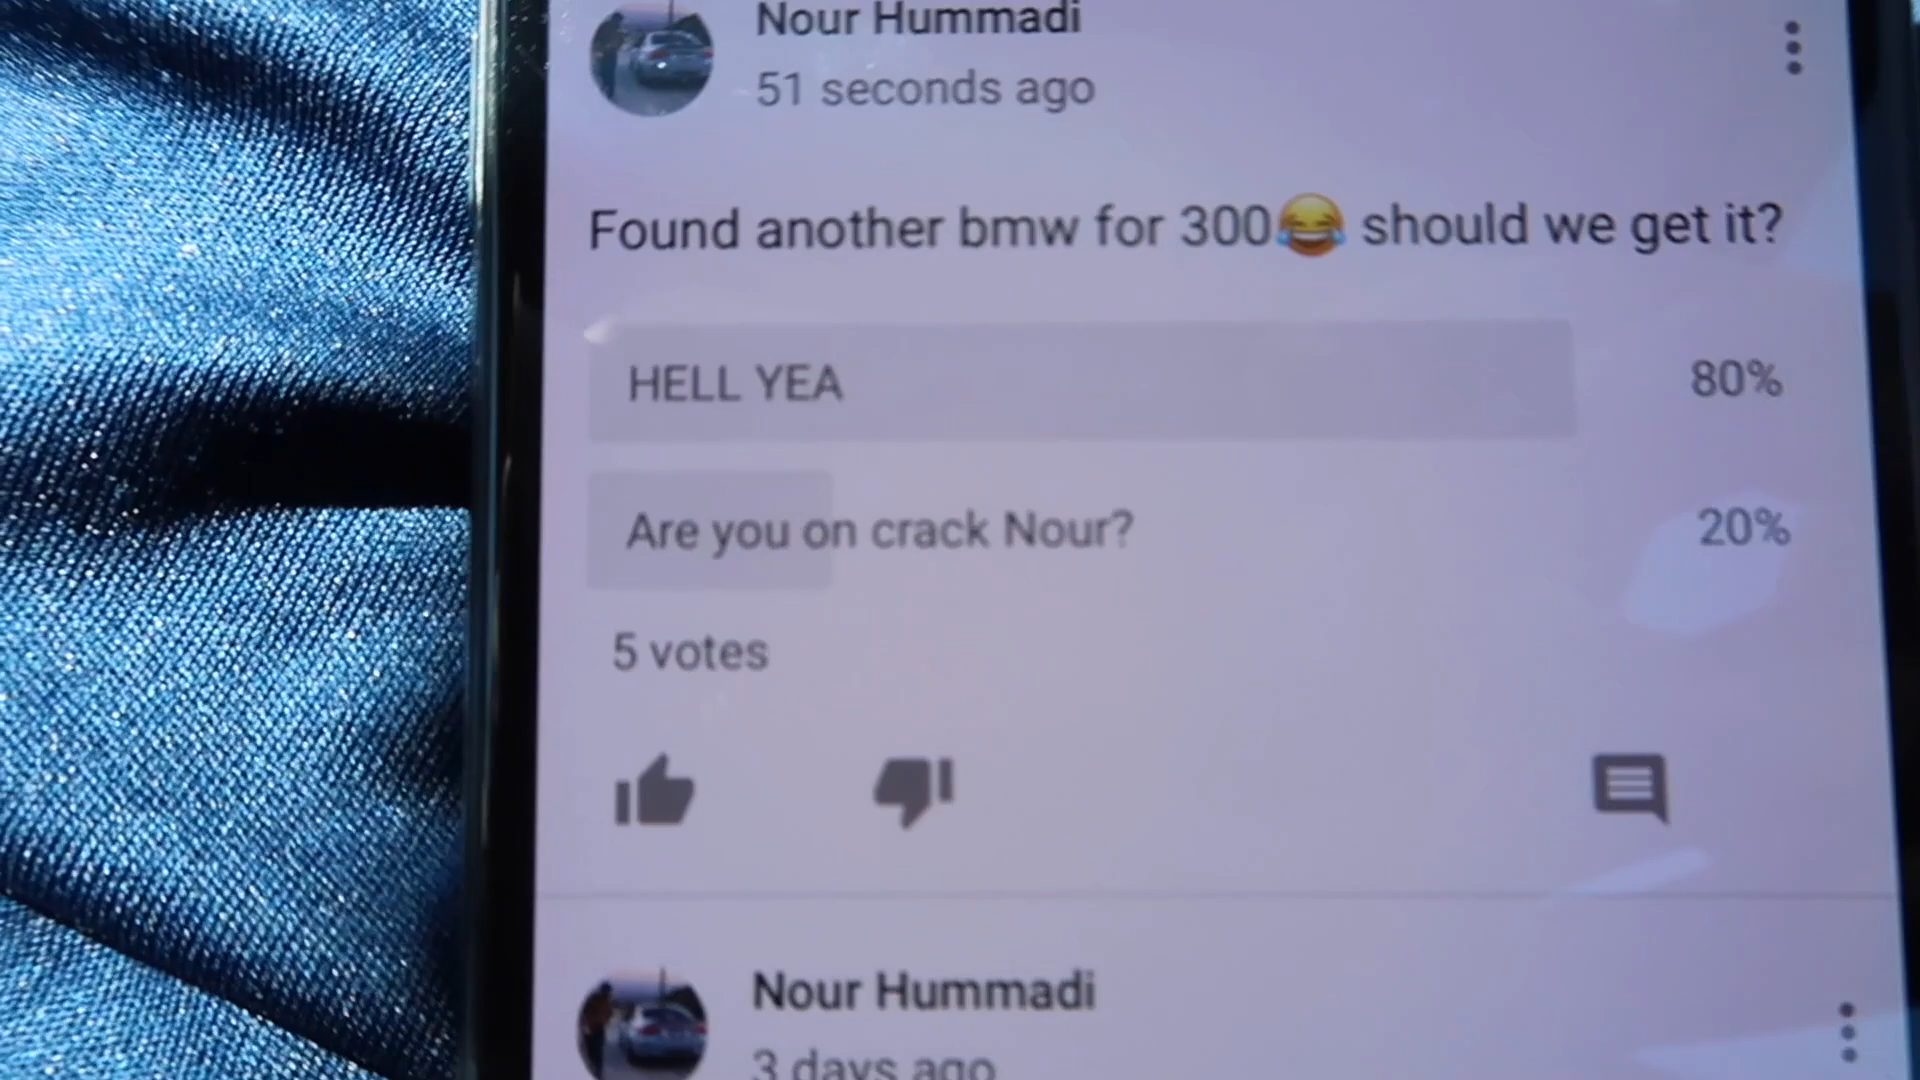 Nour Hummadi
51 seconds ago
Found another bmw for 300😂 should we get it?
HELL YEA 80%
Are you on crack Nour? 20%
5 votes
Nour Hummadi
3 days ago